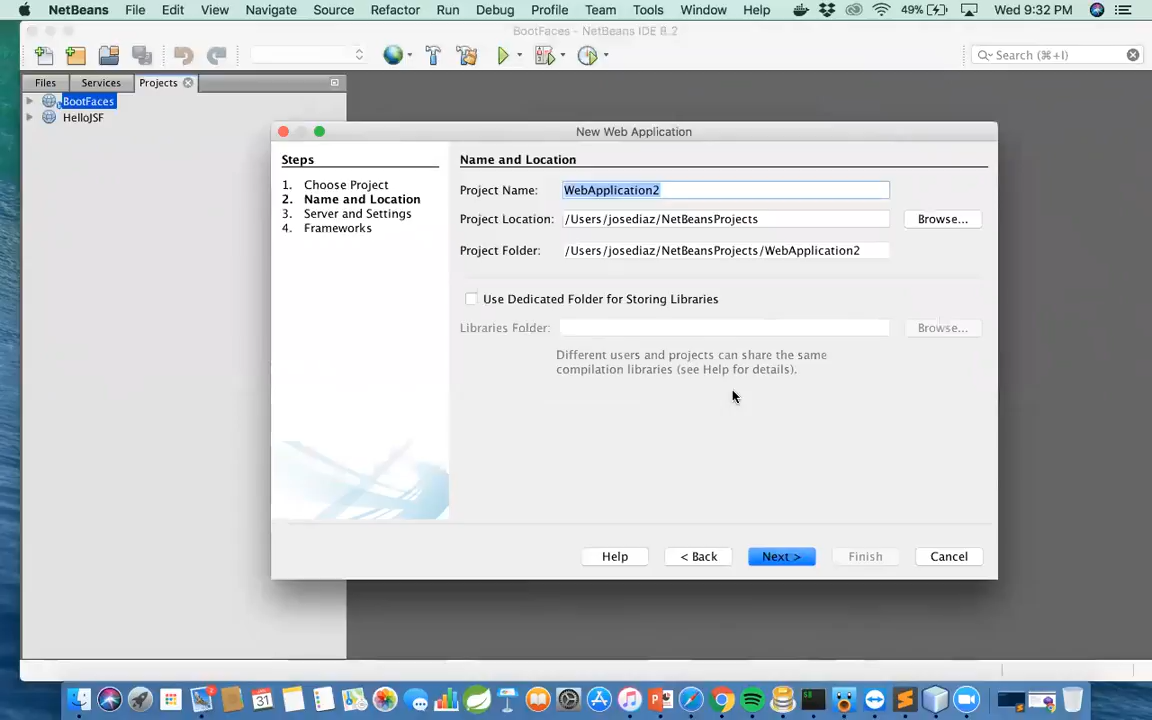 NetBeans File Edit View Navigate Source Refactor Run Debug Profile Team Tools Window Help 49% Wed 9:32 PM
BootFaces - NetBeans IDE 8.2
Search (⌘+I)
Files Services Projects
BootFaces
HelloJSF
New Web Application
Steps
1. Choose Project
2. Name and Location
3. Server and Settings
4. Frameworks
Name and Location
Project Name: WebApplication2
Project Location: /Users/josediaz/NetBeansProjects Browse...
Project Folder: /Users/josediaz/NetBeansProjects/WebApplication2
Use Dedicated Folder for Storing Libraries
Libraries Folder: Browse...
Different users and projects can share the same
compilation libraries (see Help for details).
Help < Back Next > Finish Cancel
31